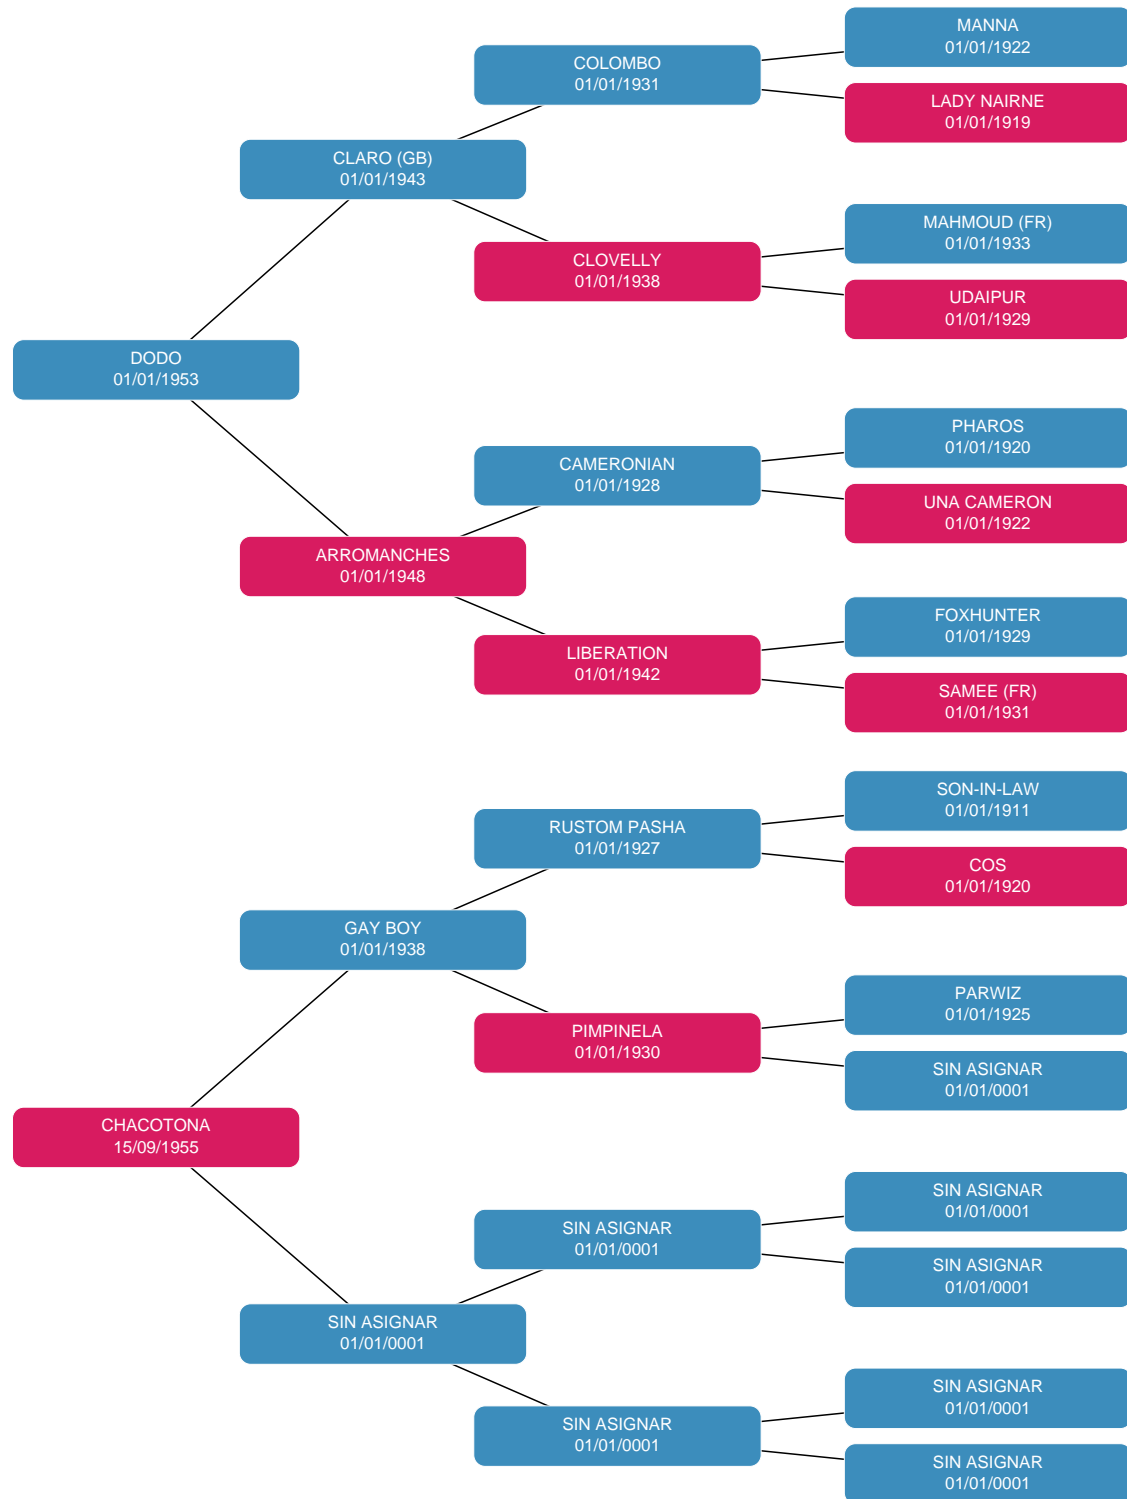 MANNA
01/01/1922
COLOMBO
01/01/1931
LADY NAIRNE
01/01/1919
CLARO (GB)
01/01/1943
MAHMOUD (FR)
01/01/1933
CLOVELLY
01/01/1938
UDAIPUR
01/01/1929
DODO
01/01/1953
PHAROS
01/01/1920
CAMERONIAN
01/01/1928
UNA CAMERON
01/01/1922
ARROMANCHES
01/01/1948
FOXHUNTER
01/01/1929
LIBERATION
01/01/1942
SAMEE (FR)
01/01/1931
SON-IN-LAW
01/01/1911
RUSTOM PASHA
01/01/1927
COS
01/01/1920
GAY BOY
01/01/1938
PARWIZ
01/01/1925
PIMPINELA
01/01/1930
SIN ASIGNAR
01/01/0001
CHACOTONA
15/09/1955
SIN ASIGNAR
01/01/0001
SIN ASIGNAR
01/01/0001
SIN ASIGNAR
01/01/0001
SIN ASIGNAR
01/01/0001
SIN ASIGNAR
01/01/0001
SIN ASIGNAR
01/01/0001
SIN ASIGNAR
01/01/0001